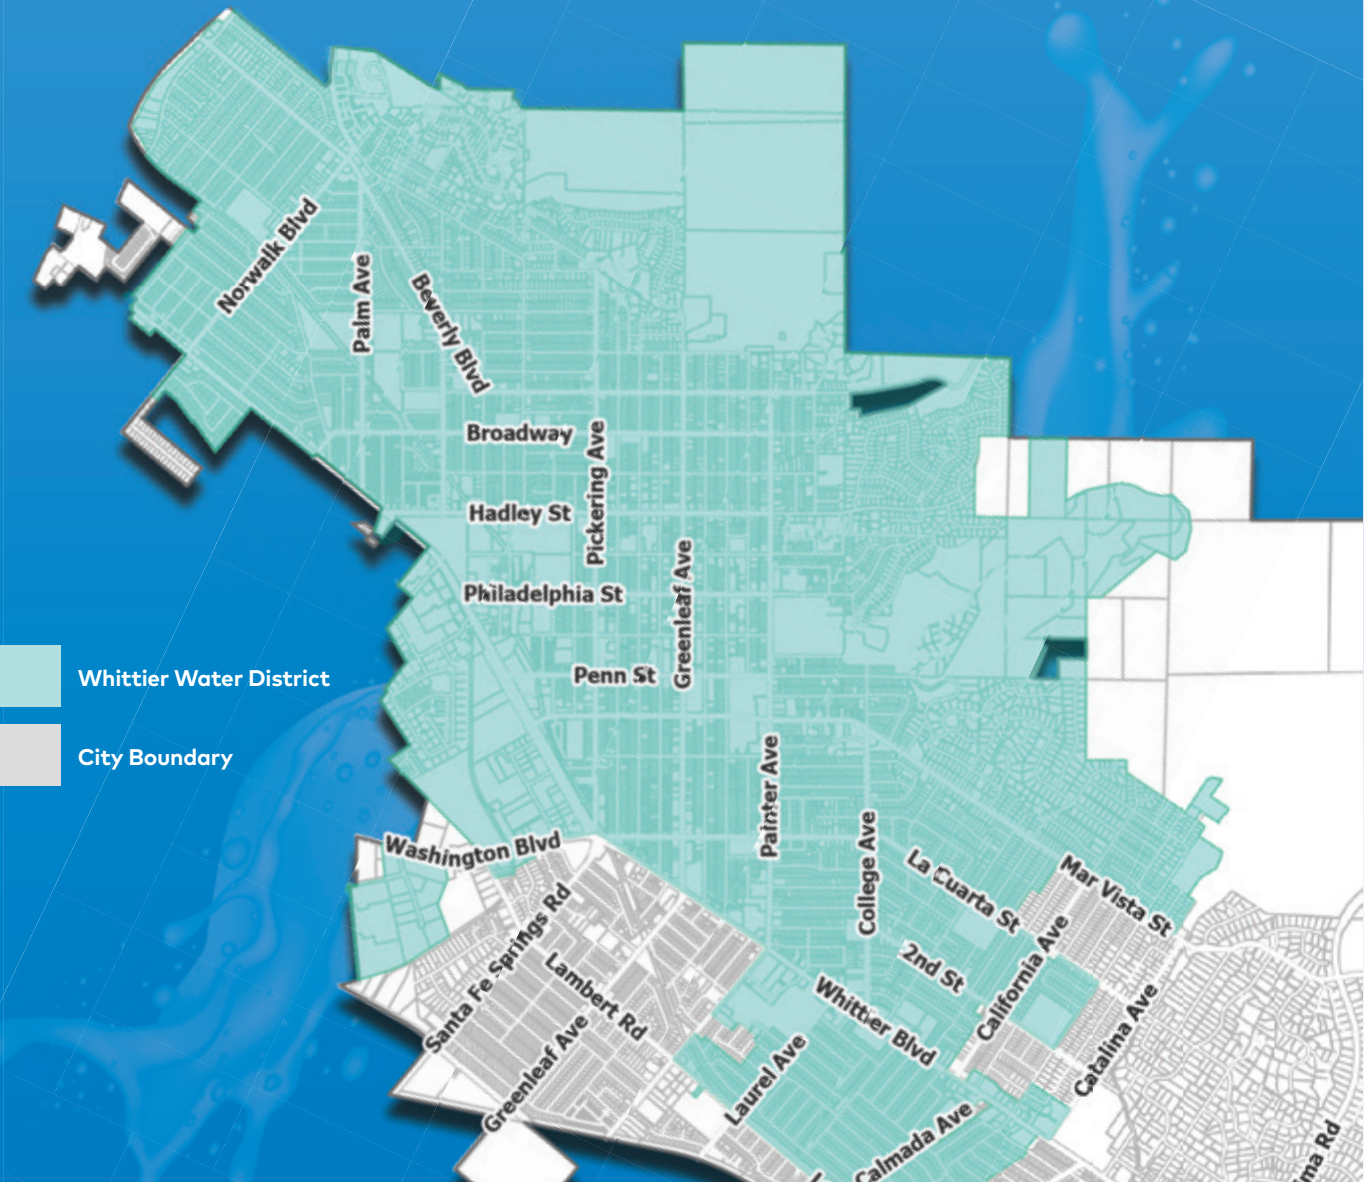 Norwalk Blvd
Palm Ave
Beverly Blvd
Broadway
Pickering Ave
Hadley St
Greenleaf Ave
Philadelphia St
Penn St
Whittier Water District
City Boundary
Painter Ave
College Ave
Washington Blvd
La Cuarta St
Mar Vista St
Santa Fe Springs Rd
Lambert Rd
2nd St
California Ave
Whittier Blvd
Catalina Ave
Greenleaf Ave
Laurel Ave
Calmada Ave
ma Rd